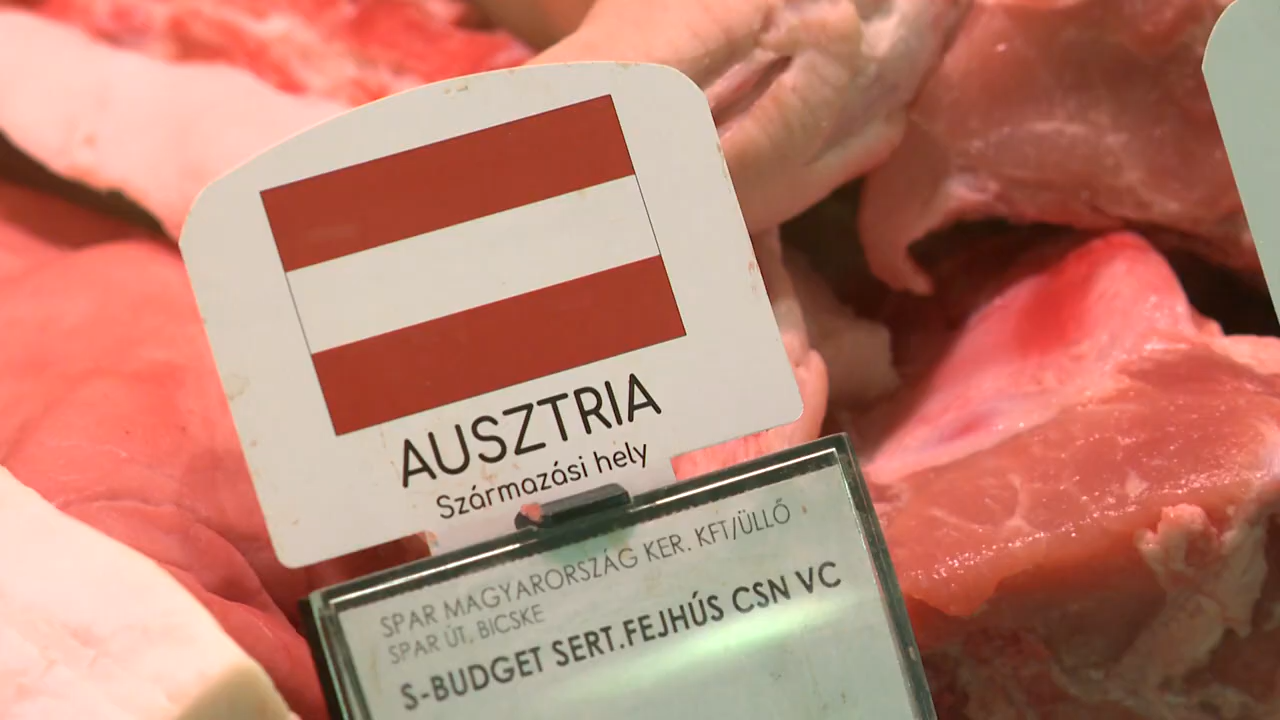 AUSZTRIA
Származási hely
SPAR MAGYARORSZÁG KER. KFT/ÜLLŐ
SPAR ÚT, BICSKE
S-BUDGET SERT.FEJHÚS CSN VC